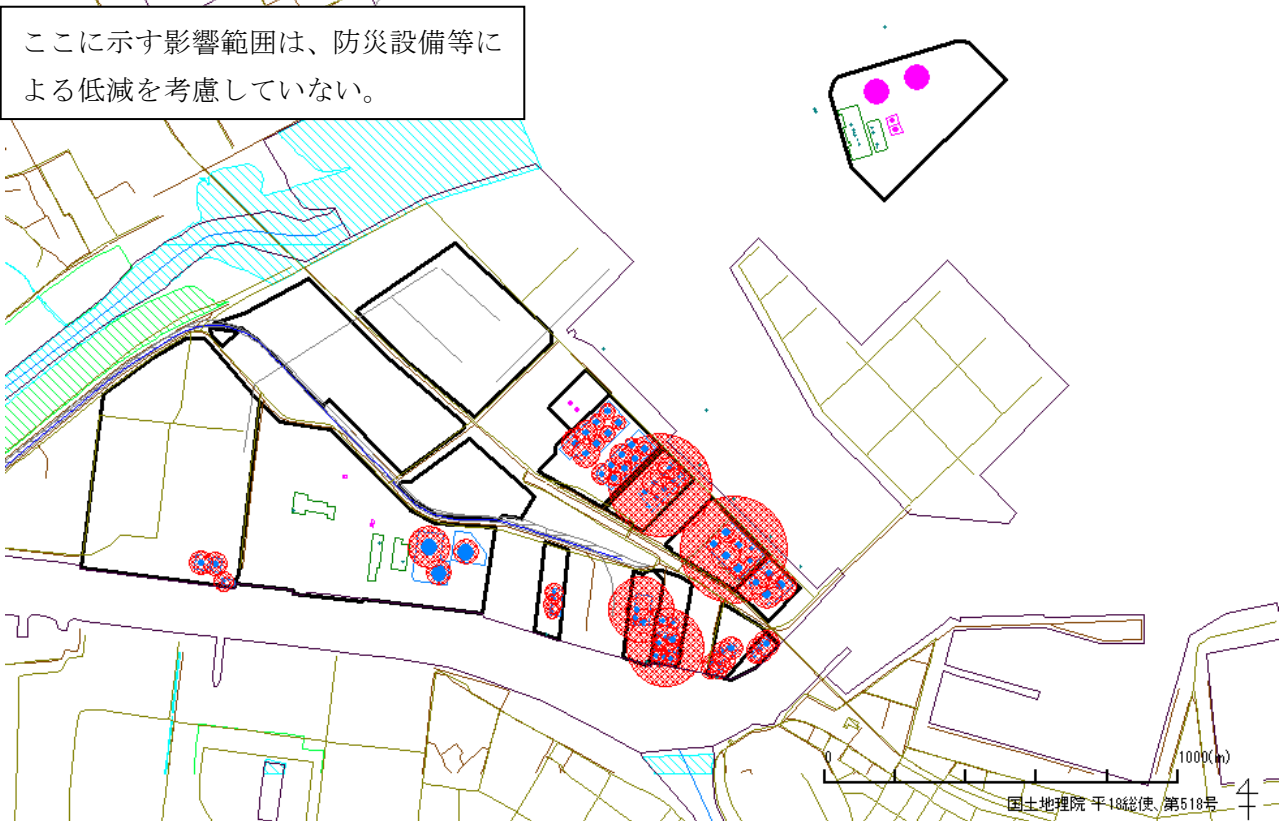 ここに示す影響範囲は、防災設備等に
よる低減を考慮していない。
0 1000(m)
国土地理院 平18総使、第518号